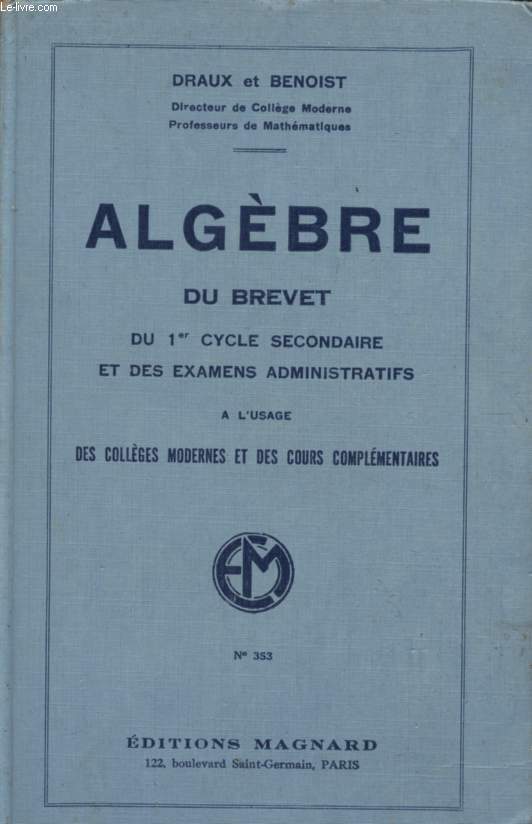 Le-livre.com
DRAUX et BENOIST
Directeur de Collège Moderne
Professeurs de Mathématiques
ALGÈBRE
DU BREVET
DU 1er CYCLE SECONDAIRE
ET DES EXAMENS ADMINISTRATIFS
A L'USAGE
DES COLLÈGES MODERNES ET DES COURS COMPLÉMENTAIRES
EM
N° 353
ÉDITIONS MAGNARD
122, boulevard Saint-Germain, PARIS